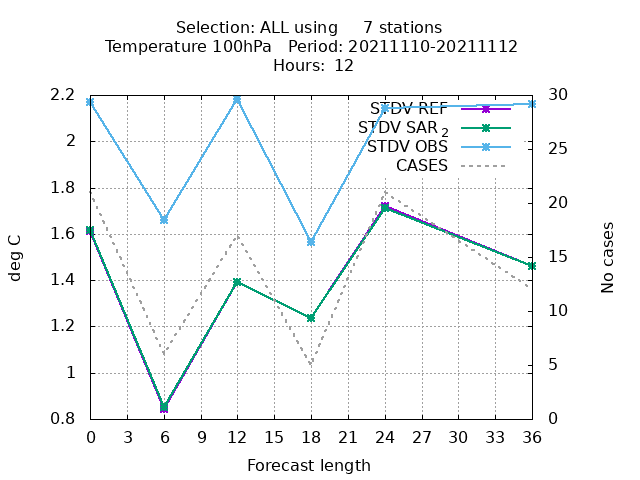 Selection: ALL using     7 stations
Temperature 100hPa   Period: 20211110-20211112
Hours: 12
2.2
2
1.8
1.6
1.4
1.2
1
0.8
deg C
30
25
20
15
10
5
0
No cases
STDV REF
STDV SAR 2
STDV OBS
CASES
0 3 6 9 12 15 18 21 24 27 30 33 36
Forecast length